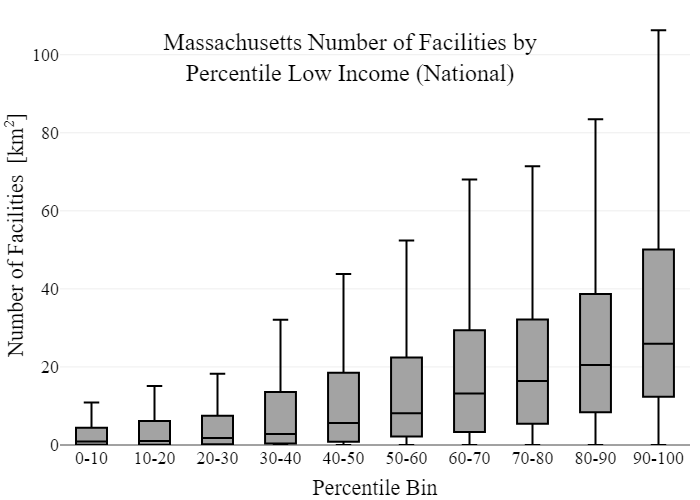 Massachusetts Number of Facilities by
Percentile Low Income (National)
Number of Facilities [km²]
100
80
60
40
20
0
0-10 10-20 20-30 30-40 40-50 50-60 60-70 70-80 80-90 90-100
Percentile Bin